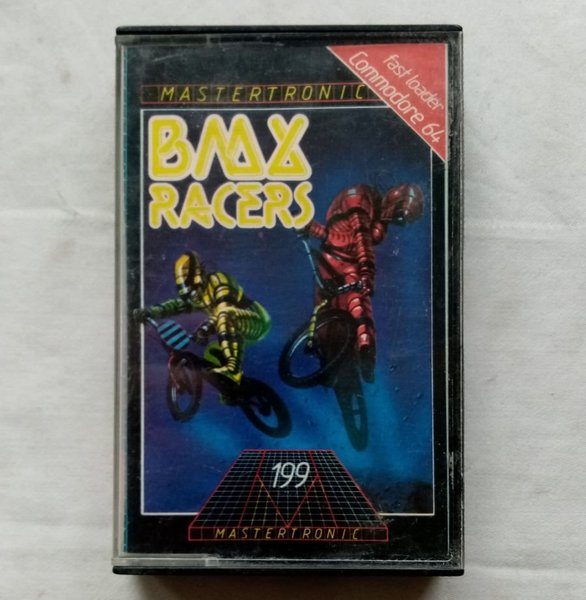 fast loader
Commodore 64
MASTERTRONIC
BMX
RACERS
199
MASTERTRONIC